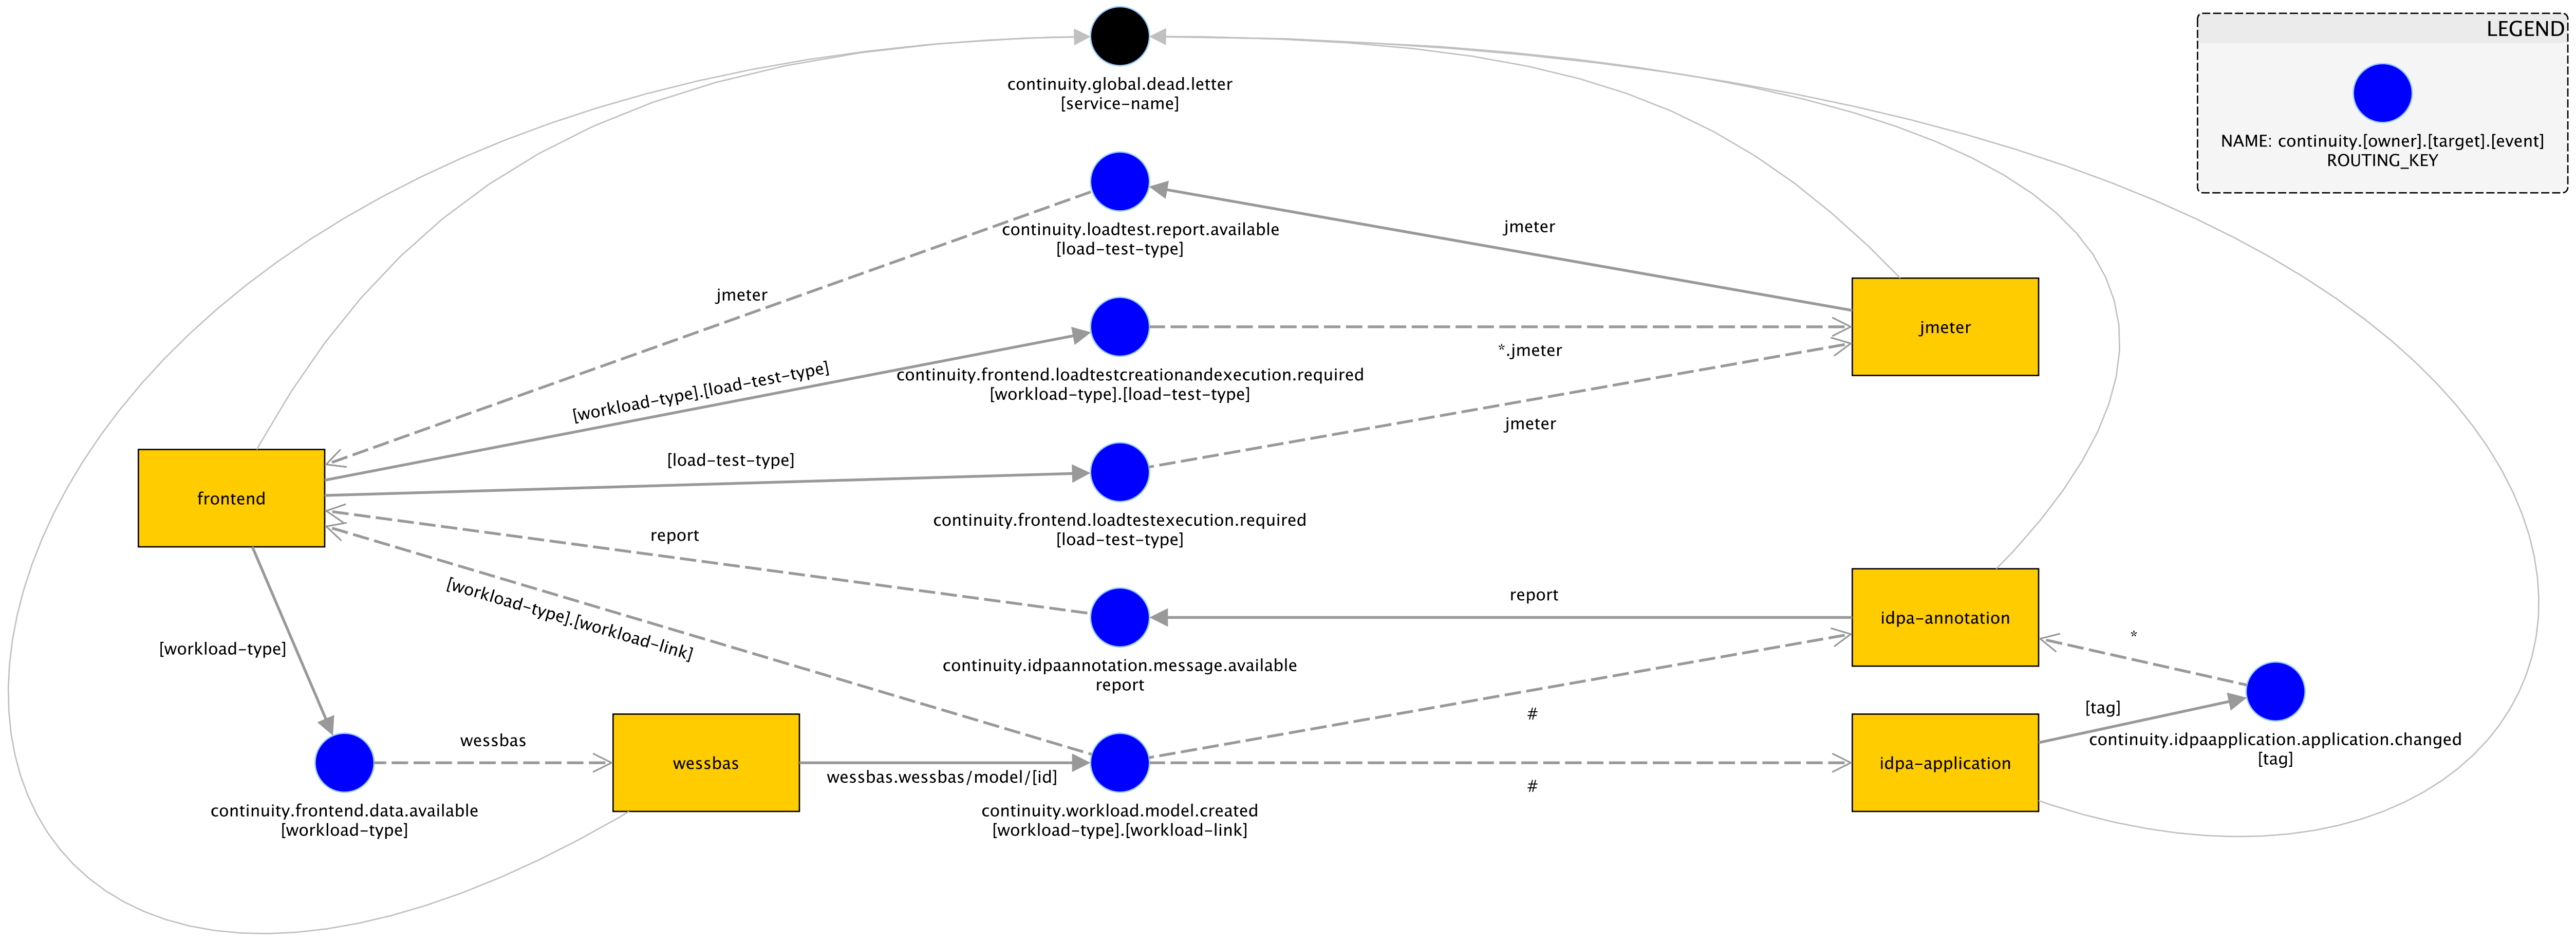 LEGEND
NAME: continuity.[owner].[target].[event]
ROUTING_KEY
continuity.global.dead.letter
[service-name]
continuity.loadtest.report.available
[load-test-type]
jmeter
jmeter
jmeter
continuity.frontend.loadtestcreationandexecution.required
[workload-type].[load-test-type]
[workload-type].[load-test-type]
*.jmeter
jmeter
frontend
[load-test-type]
continuity.frontend.loadtestexecution.required
[load-test-type]
report
report
continuity.idpaannotation.message.available
report
idpa-annotation
*
[workload-type].[workload-link]
[workload-type]
#
[tag]
continuity.idpaapplication.application.changed
[tag]
wessbas
wessbas
wessbas.wessbas/model/[id]
#
idpa-application
continuity.frontend.data.available
[workload-type]
continuity.workload.model.created
[workload-type].[workload-link]